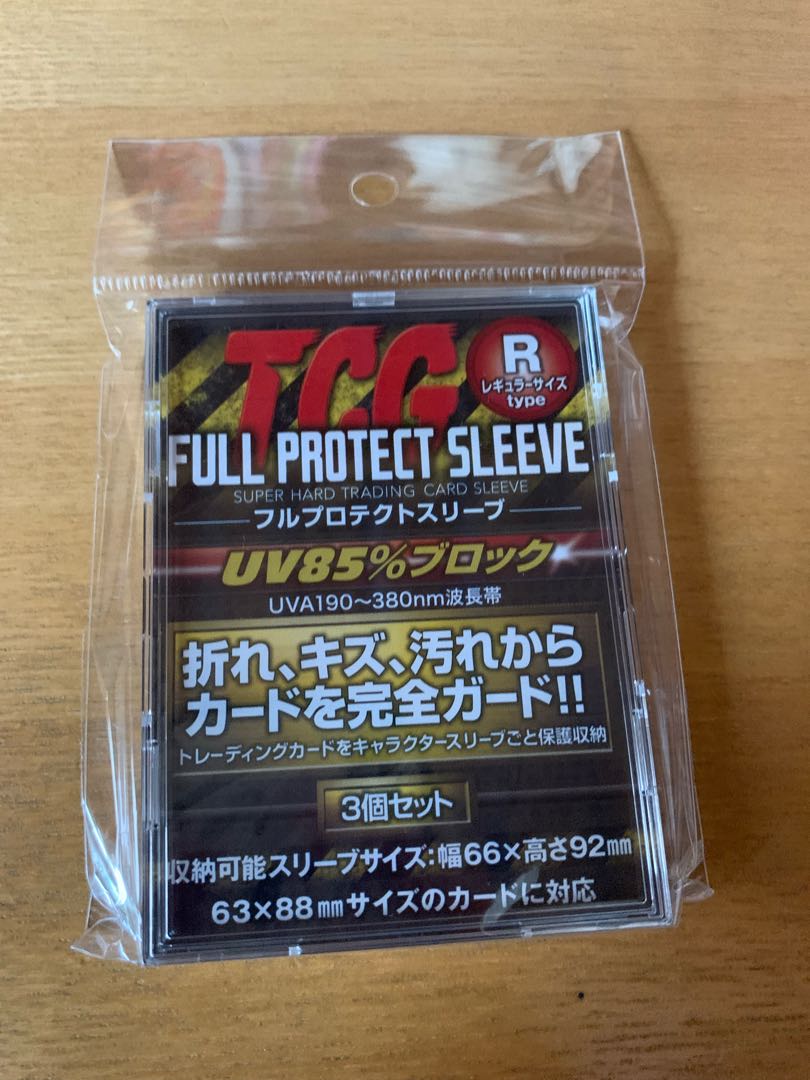 TCG
R
レギュラーサイズ
type
FULL PROTECT SLEEVE
SUPER HARD TRADING CARD SLEEVE
フルプロテクトスリーブ
UV85%ブロック
UVA190〜380nm波長帯
折れ、キズ、汚れから
カードを完全ガード!!
トレーディングカードをキャラクタースリーブごと保護収納
3個セット
収納可能スリーブサイズ:幅66×高さ92mm
63×88mmサイズのカードに対応